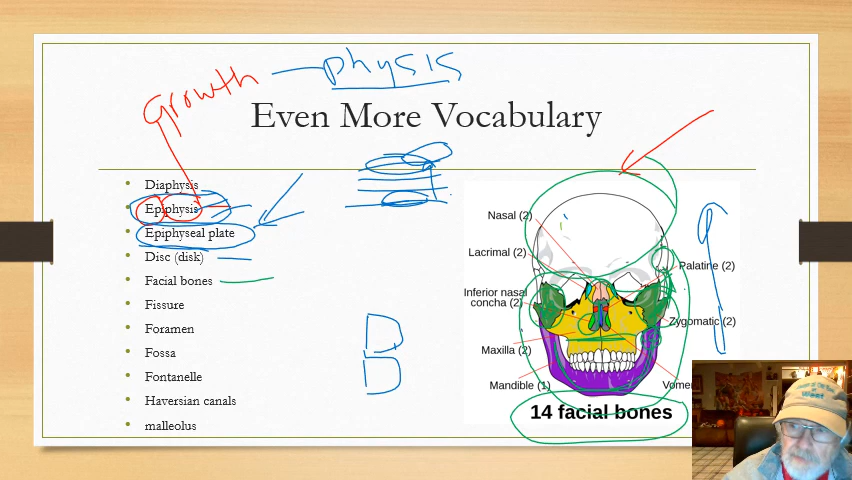 growth physis
Even More Vocabulary
Diaphysis
Epiphysis
Epiphyseal plate
Disc (disk)
Facial bones
Fissure
Foramen
Fossa
Fontanelle
Haversian canals
malleolus
Nasal (2)
Lacrimal (2)
Palatine (2)
Inferior nasal
concha (2)
Zygomatic (2)
Maxilla (2)
Mandible (1)
14 facial bones